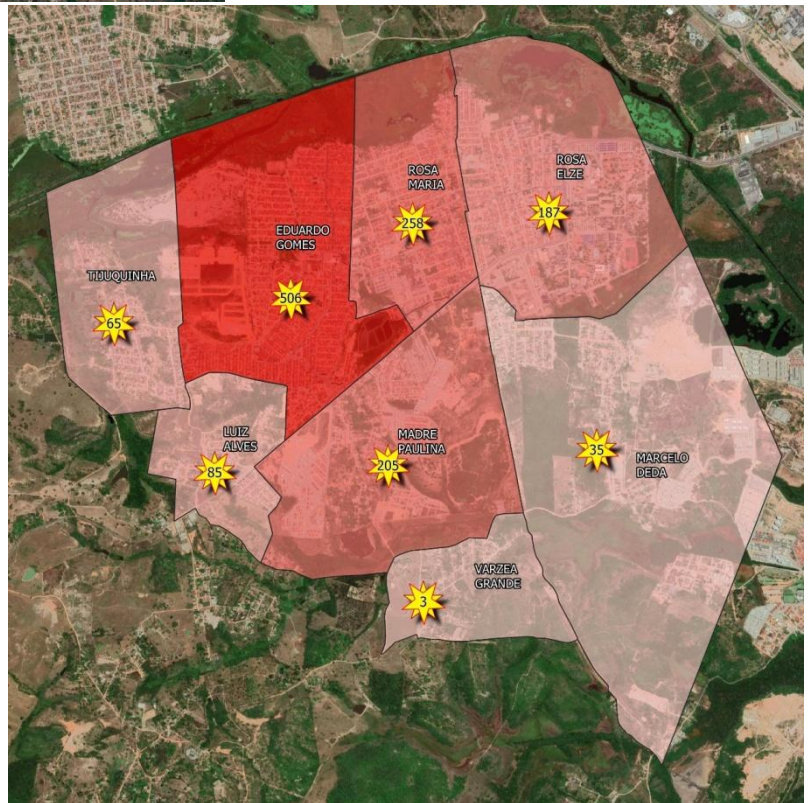 ROSA
MARIA
258
ROSA
ELZE
187
EDUARDO
GOMES
506
TIJUQUINHA
65
LUIZ
ALVES
85
MADRE
PAULINA
205
35
MARCELO
DEDA
VARZEA
GRANDE
3